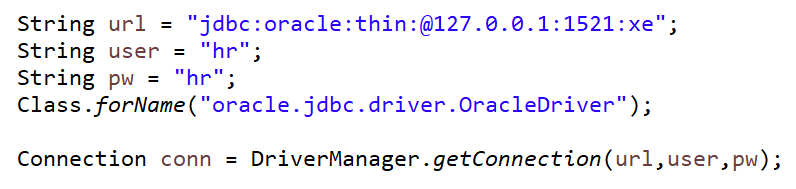 String url = "jdbc:oracle:thin:@127.0.0.1:1521:xe";
String user = "hr";
String pw = "hr";
Class.forName("oracle.jdbc.driver.OracleDriver");
Connection conn = DriverManager.getConnection(url,user,pw);